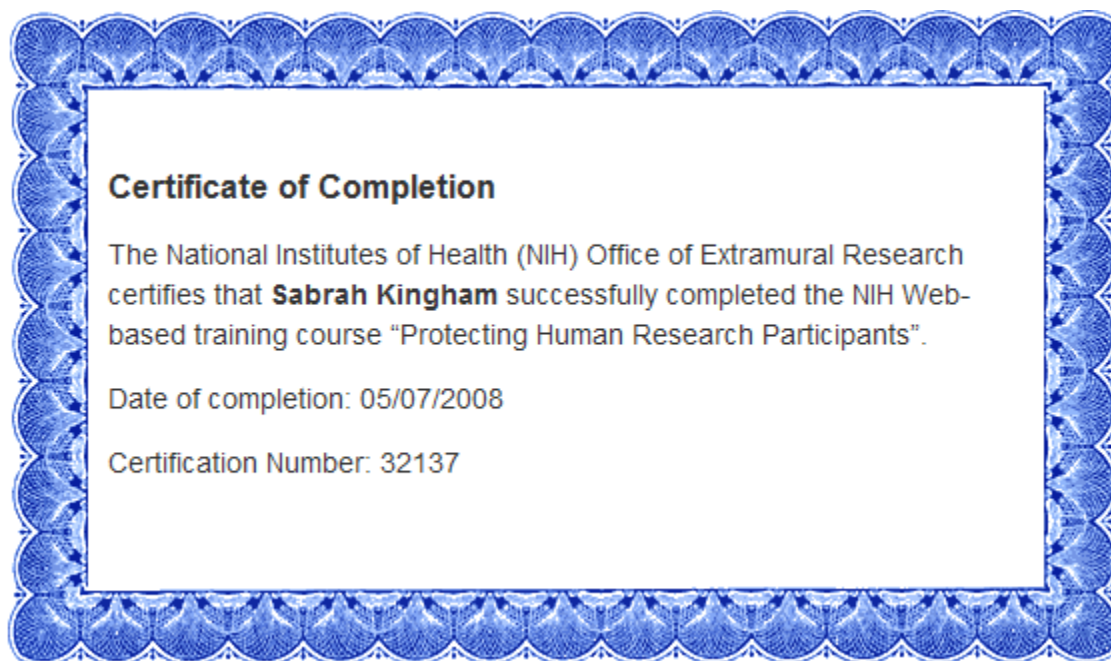 Certificate of Completion
The National Institutes of Health (NIH) Office of Extramural Research
certifies that Sabrah Kingham successfully completed the NIH Web-
based training course “Protecting Human Research Participants”.
Date of completion: 05/07/2008
Certification Number: 32137